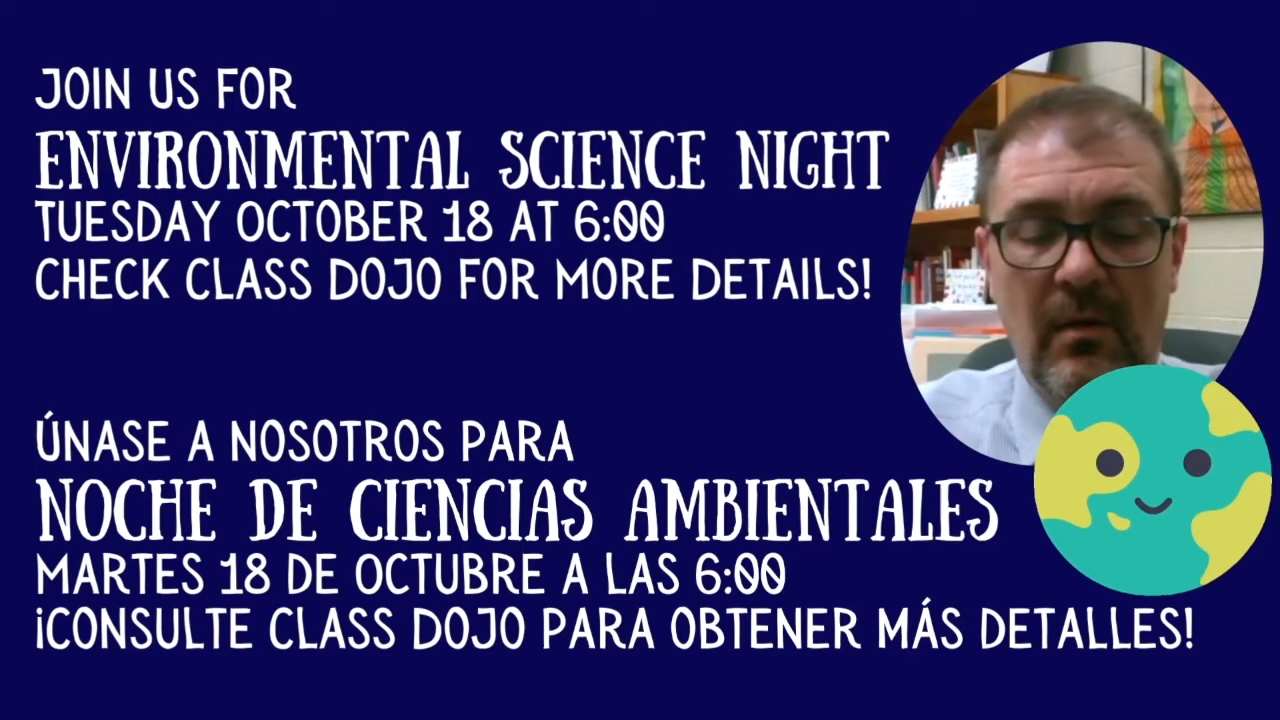 JOIN US FOR
ENVIRONMENTAL SCIENCE NIGHT
TUESDAY OCTOBER 18 AT 6:00
CHECK CLASS DOJO FOR MORE DETAILS!
ÚNASE A NOSOTROS PARA
NOCHE DE CIENCIAS AMBIENTALES
MARTES 18 DE OCTUBRE A LAS 6:00
¡CONSULTE CLASS DOJO PARA OBTENER MÁS DETALLES!